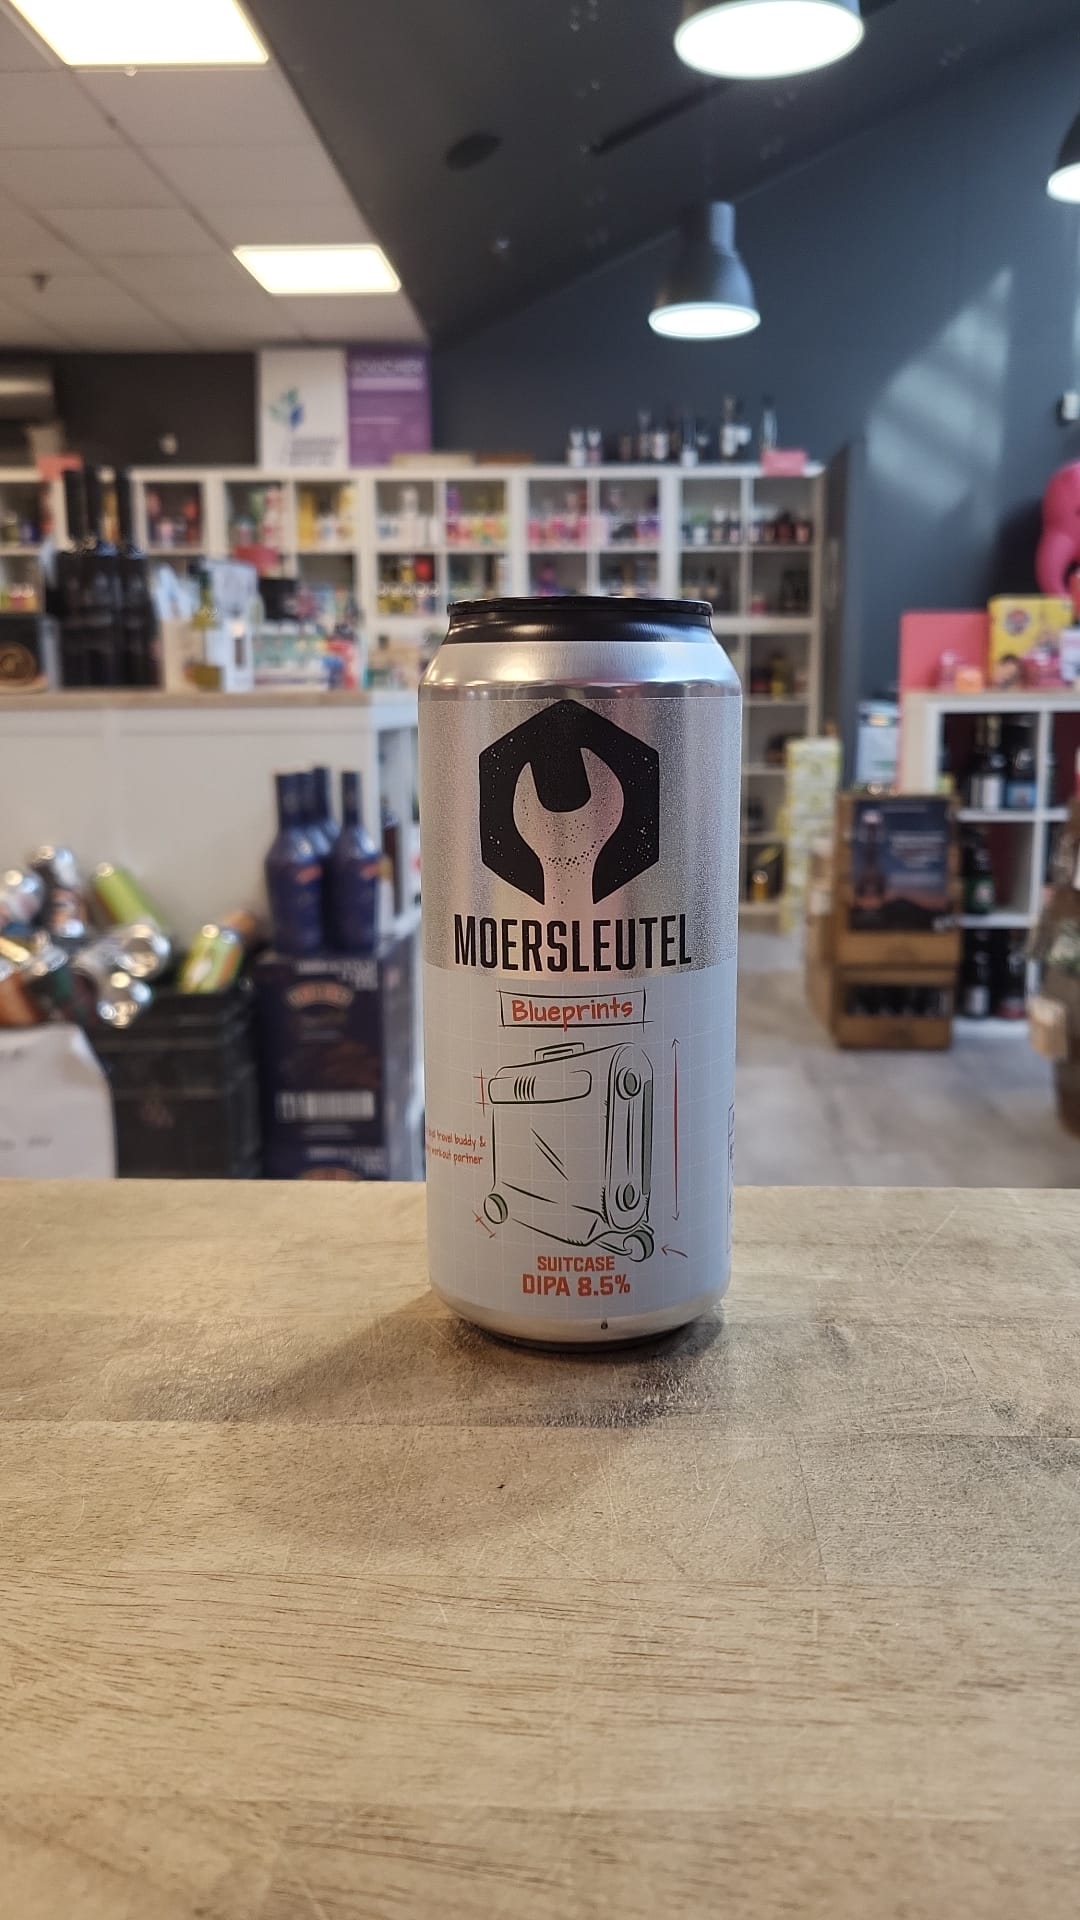 MOERSLEUTEL
Blueprints
travel buddy &
workout partner
SUITCASE
DIPA 8.5%